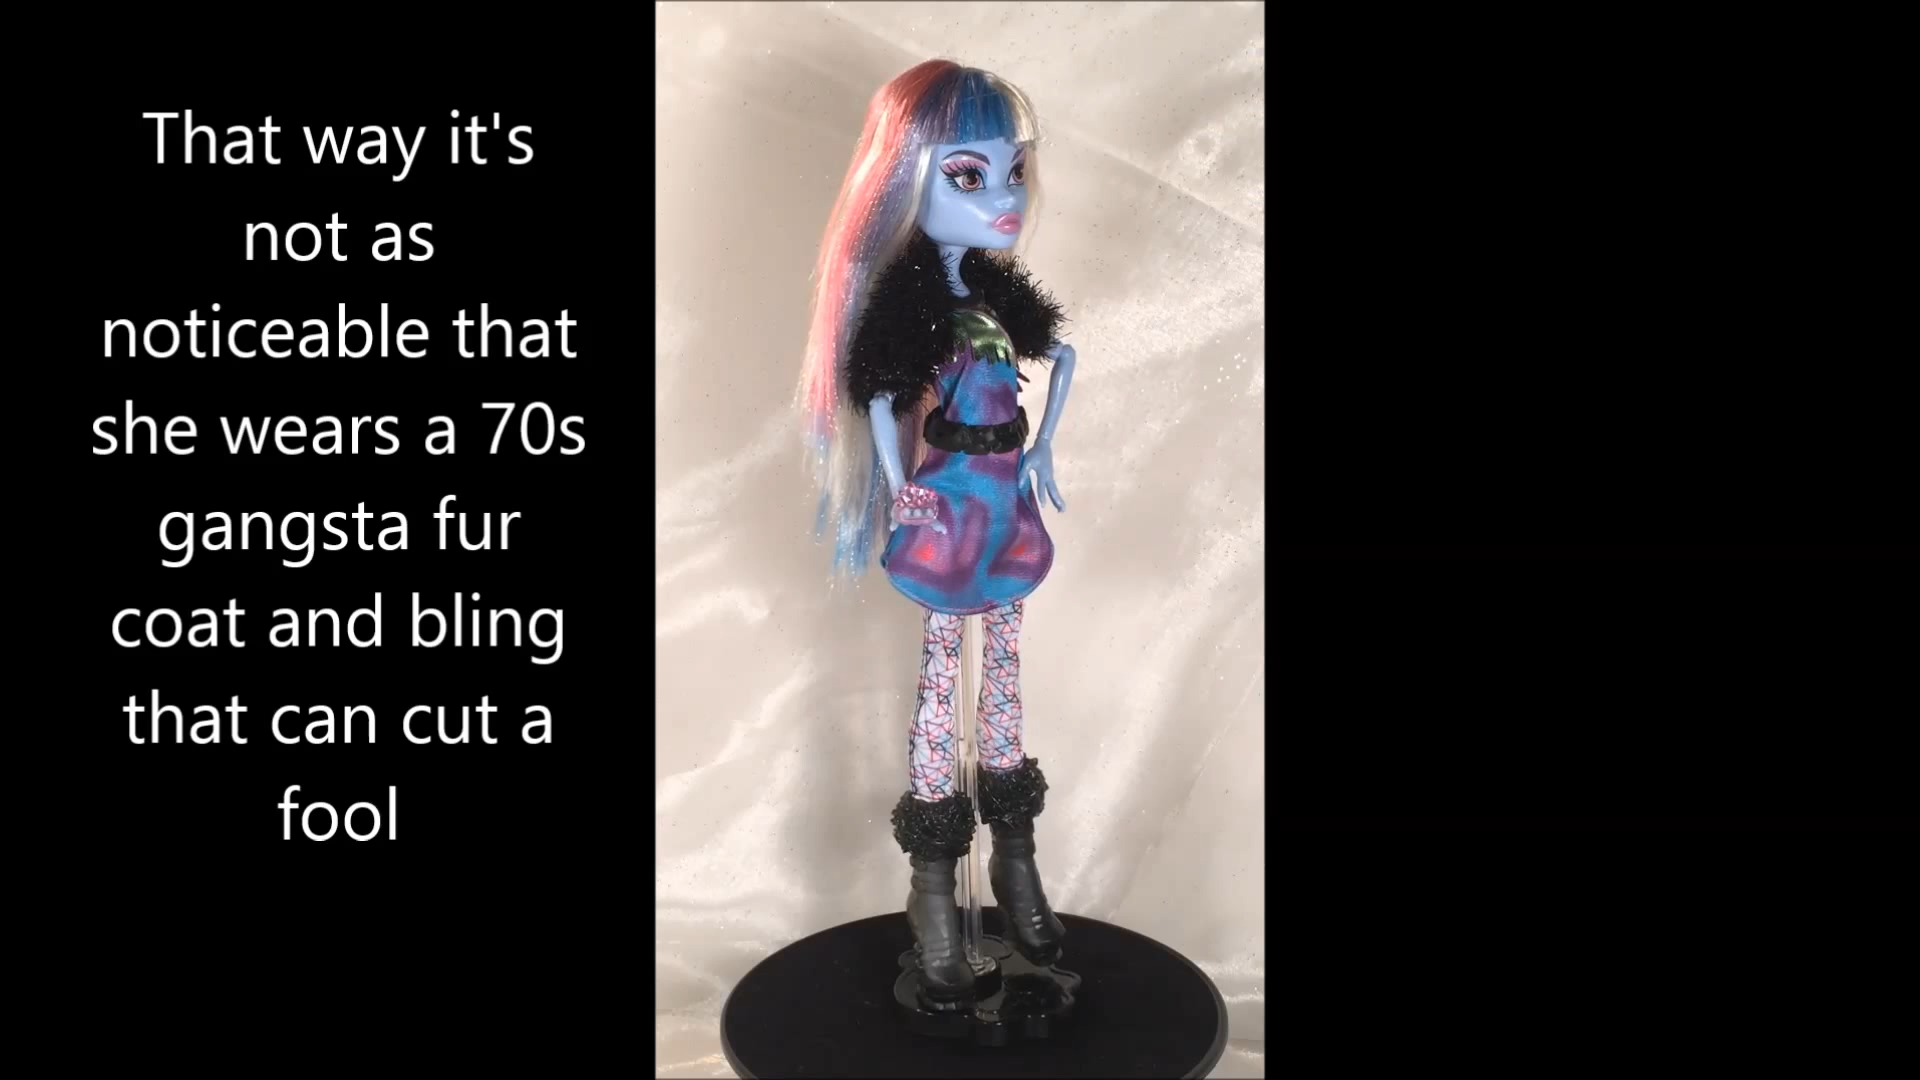 That way it's
not as
noticeable that
she wears a 70s
gangsta fur
coat and bling
that can cut a
fool